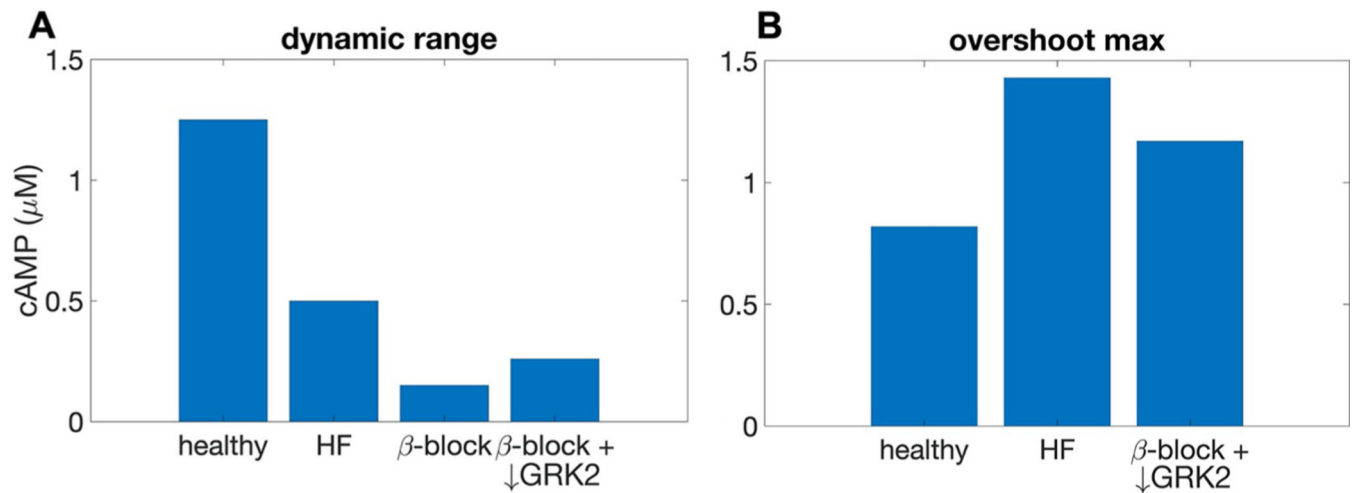 A
dynamic range
cAMP (μM)
1.5
1
0.5
0
healthy
HF
β-block
β-block +
↓GRK2
B
overshoot max
1.5
1
0.5
0
healthy
HF
β-block +
↓GRK2